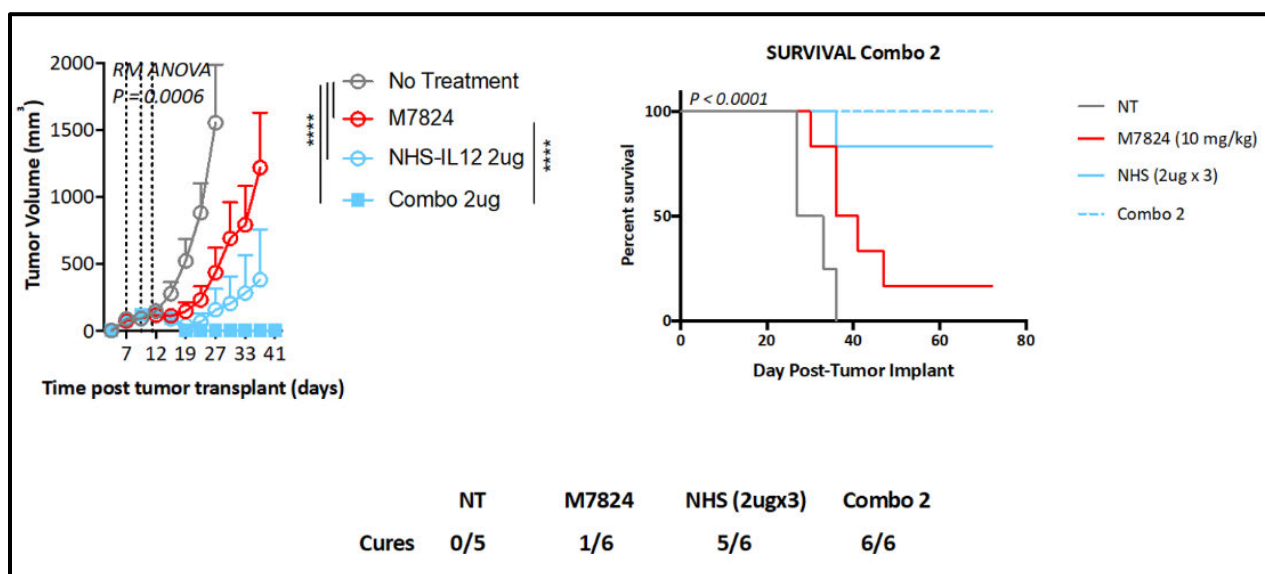 RM ANOVA
P = 0.0006
Tumor Volume (mm³)
2000
1500
1000
500
0
7 12 19 27 33 41
Time post tumor transplant (days)
No Treatment
M7824
NHS-IL12 2ug
Combo 2ug
****
****
SURVIVAL Combo 2
P < 0.0001
Percent survival
100
50
0
0 20 40 60 80
Day Post-Tumor Implant
NT
M7824 (10 mg/kg)
NHS (2ug x 3)
Combo 2
NT M7824 NHS (2ugx3) Combo 2
Cures 0/5 1/6 5/6 6/6